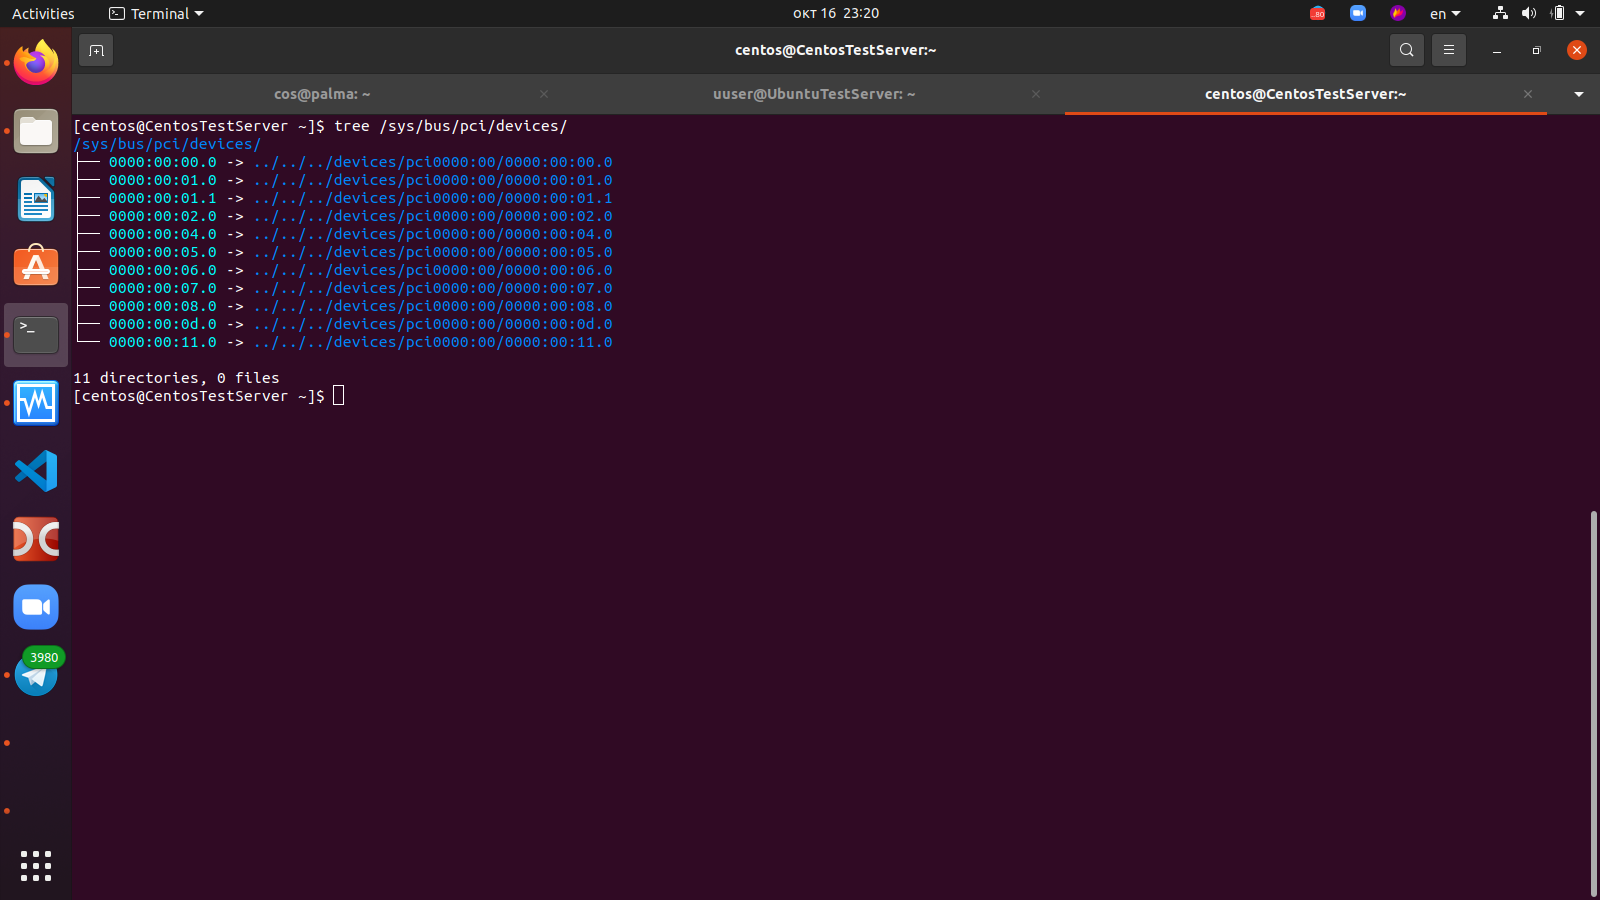 Activities
Terminal
окт 16 23:20
80
en
centos@CentosTestServer:~
cos@palma: ~
uuser@UbuntuTestServer: ~
centos@CentosTestServer:~
[centos@CentosTestServer ~]$ tree /sys/bus/pci/devices/
/sys/bus/pci/devices/
├── 0000:00:00.0 -> ../../../devices/pci0000:00/0000:00:00.0
├── 0000:00:01.0 -> ../../../devices/pci0000:00/0000:00:01.0
├── 0000:00:01.1 -> ../../../devices/pci0000:00/0000:00:01.1
├── 0000:00:02.0 -> ../../../devices/pci0000:00/0000:00:02.0
├── 0000:00:04.0 -> ../../../devices/pci0000:00/0000:00:04.0
├── 0000:00:05.0 -> ../../../devices/pci0000:00/0000:00:05.0
├── 0000:00:06.0 -> ../../../devices/pci0000:00/0000:00:06.0
├── 0000:00:07.0 -> ../../../devices/pci0000:00/0000:00:07.0
├── 0000:00:08.0 -> ../../../devices/pci0000:00/0000:00:08.0
├── 0000:00:0d.0 -> ../../../devices/pci0000:00/0000:00:0d.0
└── 0000:00:11.0 -> ../../../devices/pci0000:00/0000:00:11.0
11 directories, 0 files
[centos@CentosTestServer ~]$
3980